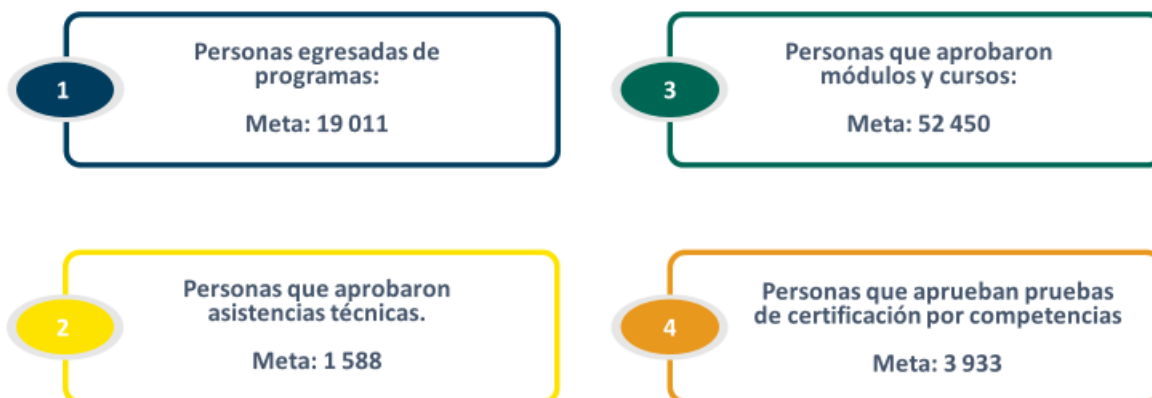 1
Personas egresadas de
programas:
Meta: 19 011
2
Personas que aprobaron
asistencias técnicas.
Meta: 1 588
3
Personas que aprobaron
módulos y cursos:
Meta: 52 450
4
Personas que aprueban pruebas
de certificación por competencias
Meta: 3 933